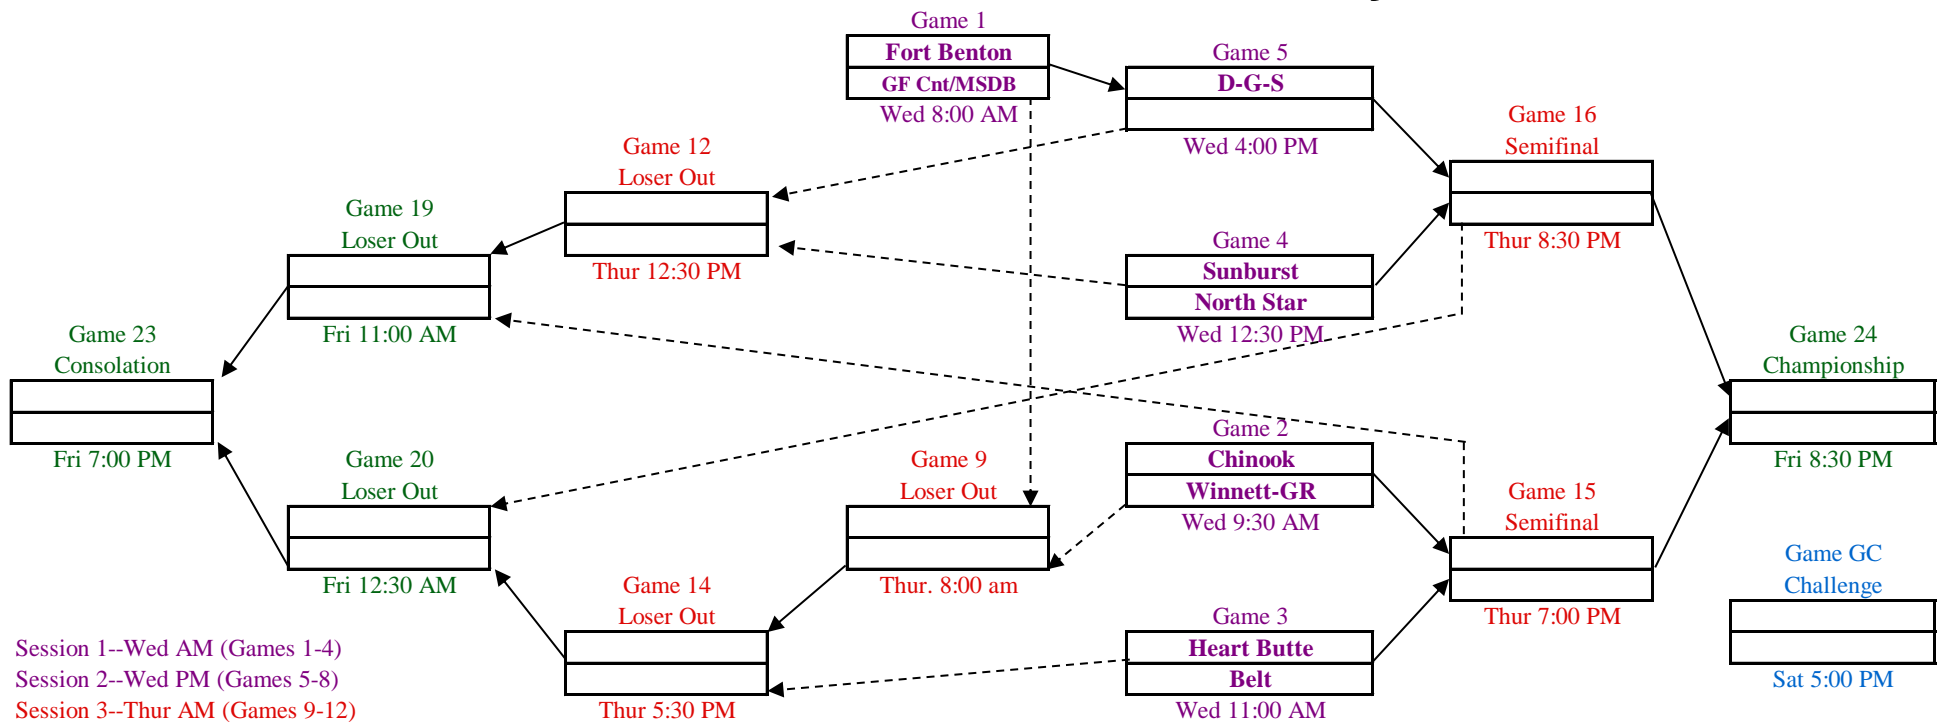 Game 1
Fort Benton
GF Cnt/MSDB
Wed 8:00 AM
Game 5
D-G-S
Wed 4:00 PM
Game 16
Semifinal
Thur 8:30 PM
Game 12
Loser Out
Thur 12:30 PM
Game 19
Loser Out
Fri 11:00 AM
Game 4
Sunburst
North Star
Wed 12:30 PM
Game 23
Consolation
Fri 7:00 PM
Game 24
Championship
Fri 8:30 PM
Game 20
Loser Out
Fri 12:30 AM
Game 9
Loser Out
Thur. 8:00 am
Game 2
Chinook
Winnett-GR
Wed 9:30 AM
Game 15
Semifinal
Thur 7:00 PM
Game 14
Loser Out
Thur 5:30 PM
Game 3
Heart Butte
Belt
Wed 11:00 AM
Game GC
Challenge
Sat 5:00 PM
Session 1--Wed AM (Games 1-4)
Session 2--Wed PM (Games 5-8)
Session 3--Thur AM (Games 9-12)